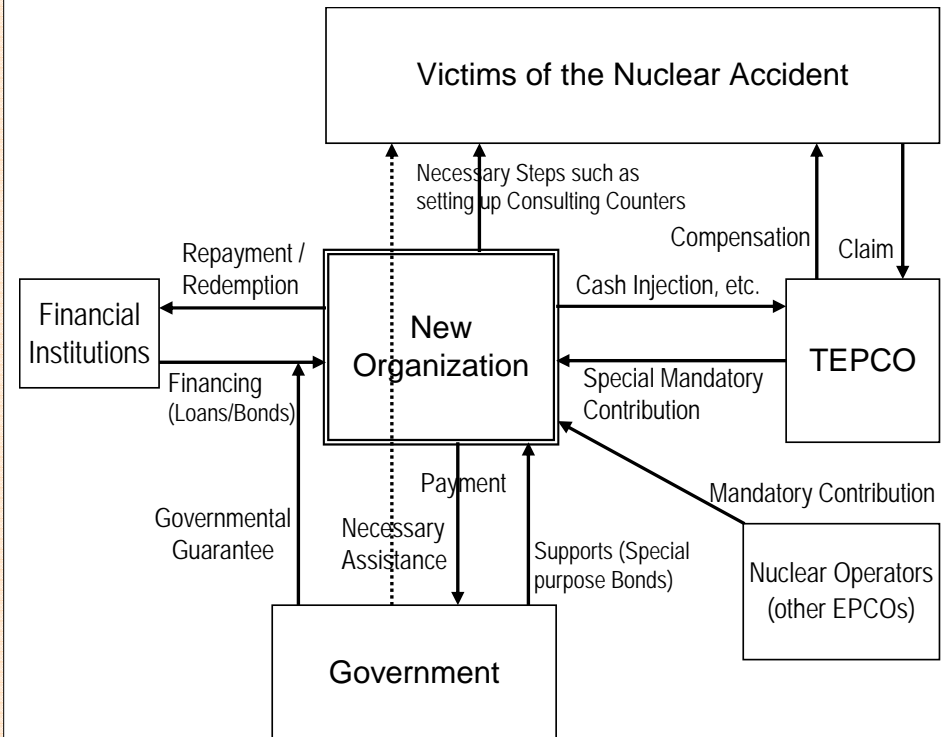 Victims of the Nuclear Accident
Necessary Steps such as
setting up Consulting Counters
Compensation
Claim
Repayment /
Redemption
Cash Injection, etc.
Financial
Institutions
New
Organization
TEPCO
Financing
(Loans/Bonds)
Special Mandatory
Contribution
Payment
Mandatory Contribution
Governmental
Guarantee
Necessary
Assistance
Supports (Special
purpose Bonds)
Nuclear Operators
(other EPCOs)
Government